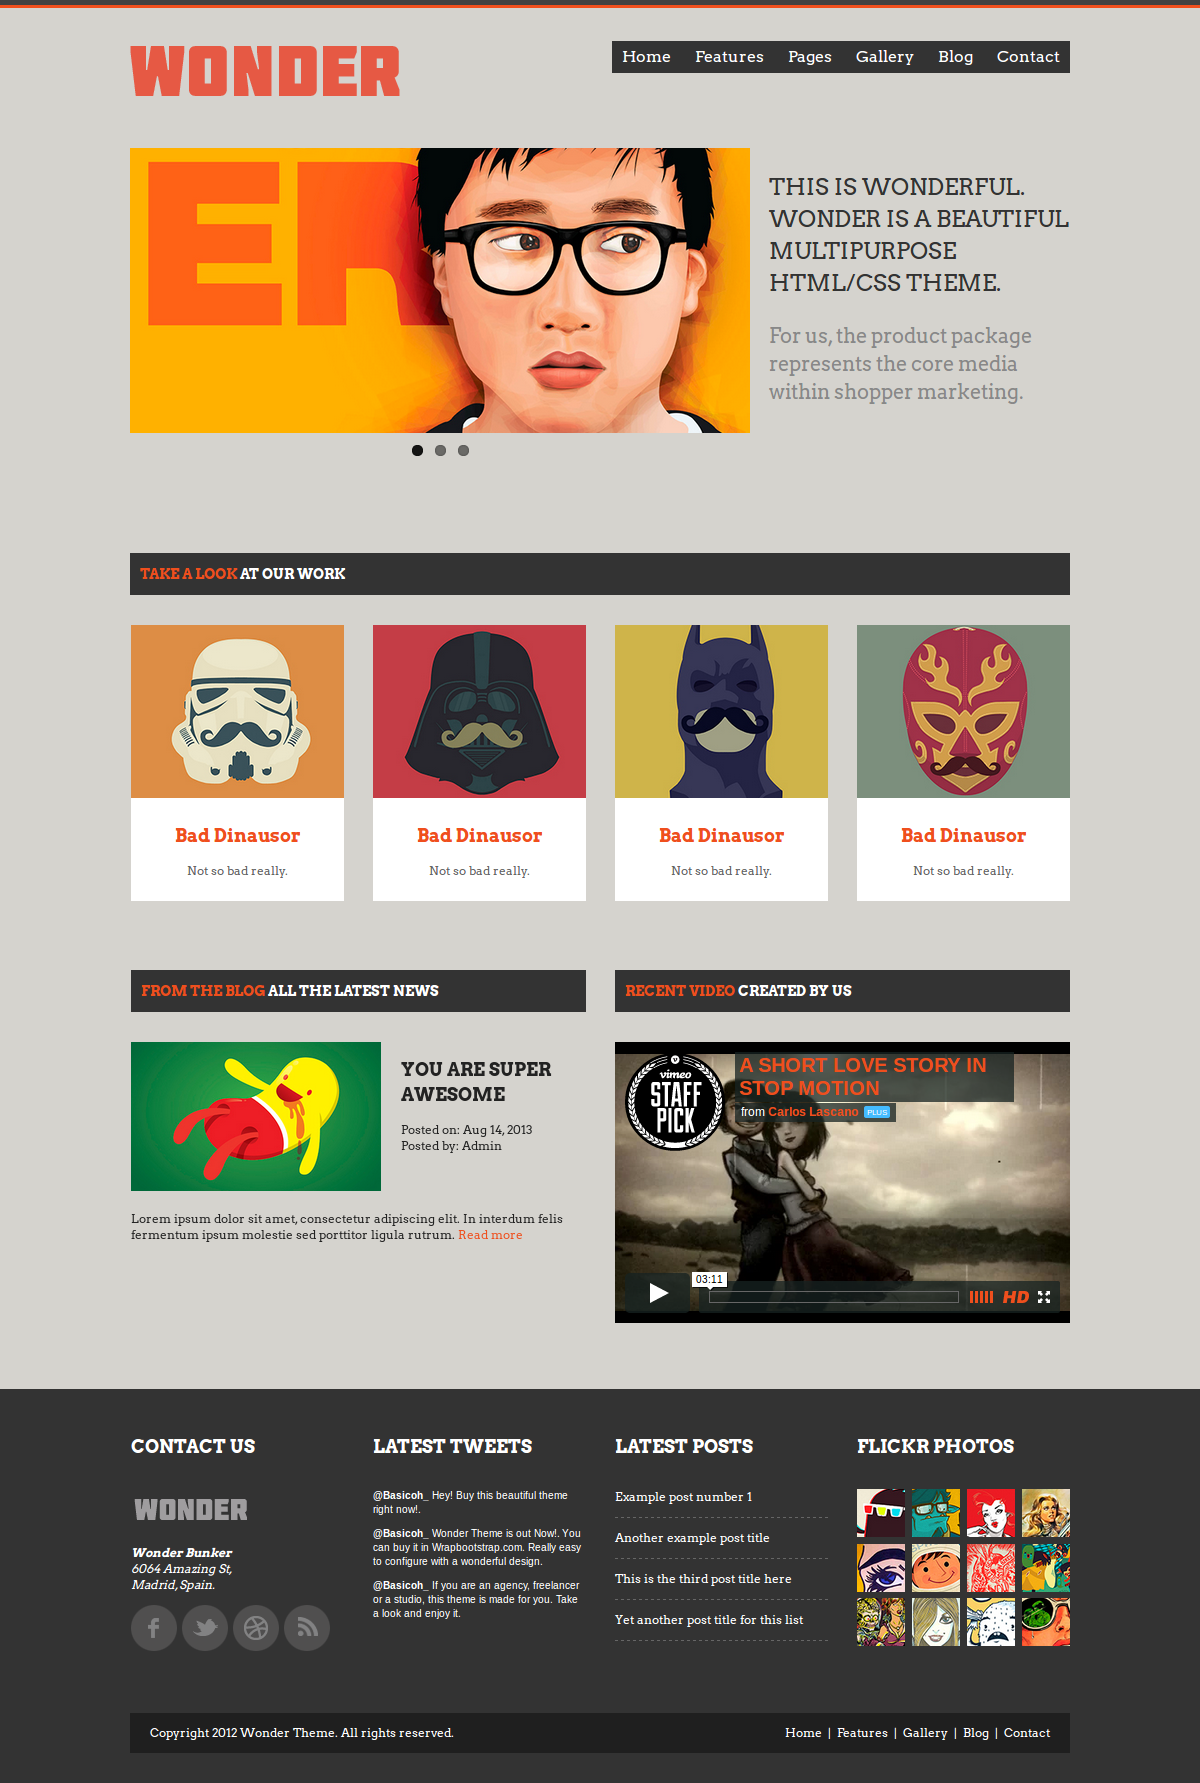 WONDER
Home Features Pages Gallery Blog Contact
ER
THIS IS WONDERFUL.
WONDER IS A BEAUTIFUL
MULTIPURPOSE
HTML/CSS THEME.
For us, the product package
represents the core media
within shopper marketing.
TAKE A LOOK AT OUR WORK
Bad Dinausor
Not so bad really.
Bad Dinausor
Not so bad really.
Bad Dinausor
Not so bad really.
Bad Dinausor
Not so bad really.
FROM THE BLOG ALL THE LATEST NEWS
YOU ARE SUPER
AWESOME
Posted on: Aug 14, 2013
Posted by: Admin
Lorem ipsum dolor sit amet, consectetur adipiscing elit. In interdum felis
fermentum ipsum molestie sed porttitor ligula rutrum. Read more
RECENT VIDEO CREATED BY US
vimeo
STAFF
PICK
A SHORT LOVE STORY IN
STOP MOTION
from Carlos Lascano PLUS
03:11
HD
CONTACT US
WONDER
Wonder Bunker
6064 Amazing St,
Madrid, Spain.
LATEST TWEETS
@Basicoh_ Hey! Buy this beautiful theme
right now!.
@Basicoh_ Wonder Theme is out Now!. You
can buy it in Wrapbootstrap.com. Really easy
to configure with a wonderful design.
@Basicoh_ If you are an agency, freelancer
or a studio, this theme is made for you. Take
a look and enjoy it.
LATEST POSTS
Example post number 1
Another example post title
This is the third post title here
Yet another post title for this list
FLICKR PHOTOS
Copyright 2012 Wonder Theme. All rights reserved.
Home | Features | Gallery | Blog | Contact